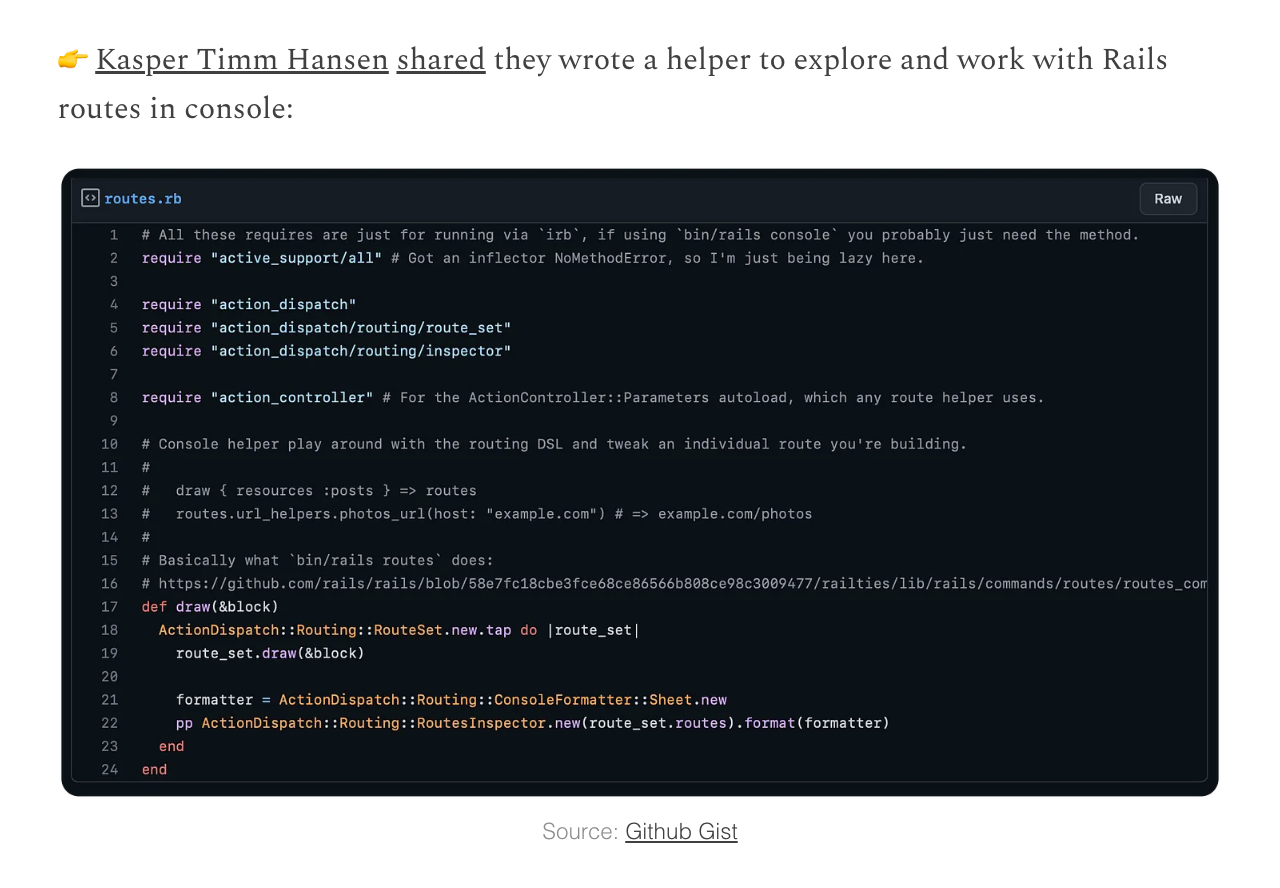 👉 Kasper Timm Hansen shared they wrote a helper to explore and work with Rails
routes in console:
routes.rb
Raw
1 # All these requires are just for running via `irb`, if using `bin/rails console` you probably just need the method.
2 require "active_support/all" # Got an inflector NoMethodError, so I'm just being lazy here.
3
4 require "action_dispatch"
5 require "action_dispatch/routing/route_set"
6 require "action_dispatch/routing/inspector"
7
8 require "action_controller" # For the ActionController::Parameters autoload, which any route helper uses.
9
10 # Console helper play around with the routing DSL and tweak an individual route you're building.
11 #
12 #   draw { resources :posts } => routes
13 #   routes.url_helpers.photos_url(host: "example.com") # => example.com/photos
14 #
15 # Basically what `bin/rails routes` does:
16 # https://github.com/rails/rails/blob/58e7fc18cbe3fce68ce86566b808ce98c3009477/railties/lib/rails/commands/routes/routes_com
17 def draw(&block)
18   ActionDispatch::Routing::RouteSet.new.tap do |route_set|
19     route_set.draw(&block)
20
21     formatter = ActionDispatch::Routing::ConsoleFormatter::Sheet.new
22     pp ActionDispatch::Routing::RoutesInspector.new(route_set.routes).format(formatter)
23   end
24 end
Source: Github Gist